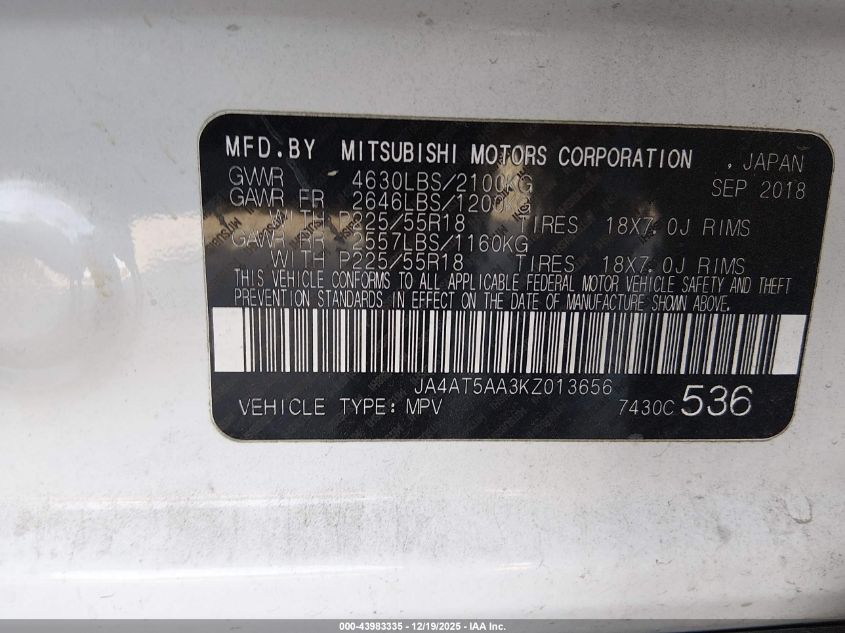 MFD.BY MITSUBISHI MOTORS CORPORATION , JAPAN
GVWR 4630LBS/2100KG SEP 2018
GAWR FR 2646LBS/1200KG
WITH P225/55R18 TIRES 18X7.0J RIMS
GAWR RR 2557LBS/1160KG
WITH P225/55R18 TIRES 18X7.0J RIMS
THIS VEHICLE CONFORMS TO ALL APPLICABLE FEDERAL MOTOR VEHICLE SAFETY AND THEFT
PREVENTION STANDARDS IN EFFECT ON THE DATE OF MANUFACTURE SHOWN ABOVE.
JA4AT5AA3KZ013656
VEHICLE TYPE: MPV 7430C 536
000-43983335 - 12/19/2025 - IAA Inc.